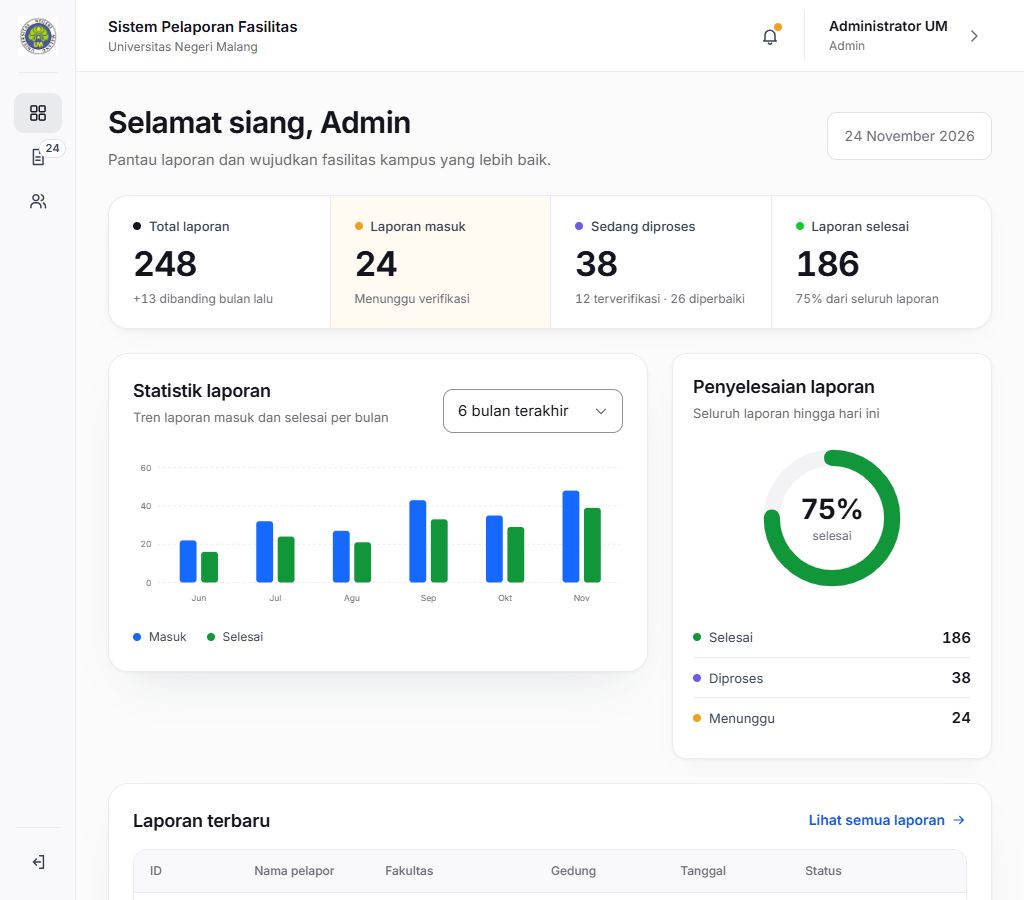 Sistem Pelaporan Fasilitas
Universitas Negeri Malang
Administrator UM
Admin
24
Selamat siang, Admin
Pantau laporan dan wujudkan fasilitas kampus yang lebih baik.
24 November 2026
Total laporan
248
+13 dibanding bulan lalu
Laporan masuk
24
Menunggu verifikasi
Sedang diproses
38
12 terverifikasi · 26 diperbaiki
Laporan selesai
186
75% dari seluruh laporan
Statistik laporan
Tren laporan masuk dan selesai per bulan
6 bulan terakhir
60
40
20
0
Jun Jul Agu Sep Okt Nov
Masuk Selesai
Penyelesaian laporan
Seluruh laporan hingga hari ini
75%
selesai
Selesai 186
Diproses 38
Menunggu 24
Laporan terbaru
Lihat semua laporan
ID Nama pelapor Fakultas Gedung Tanggal Status